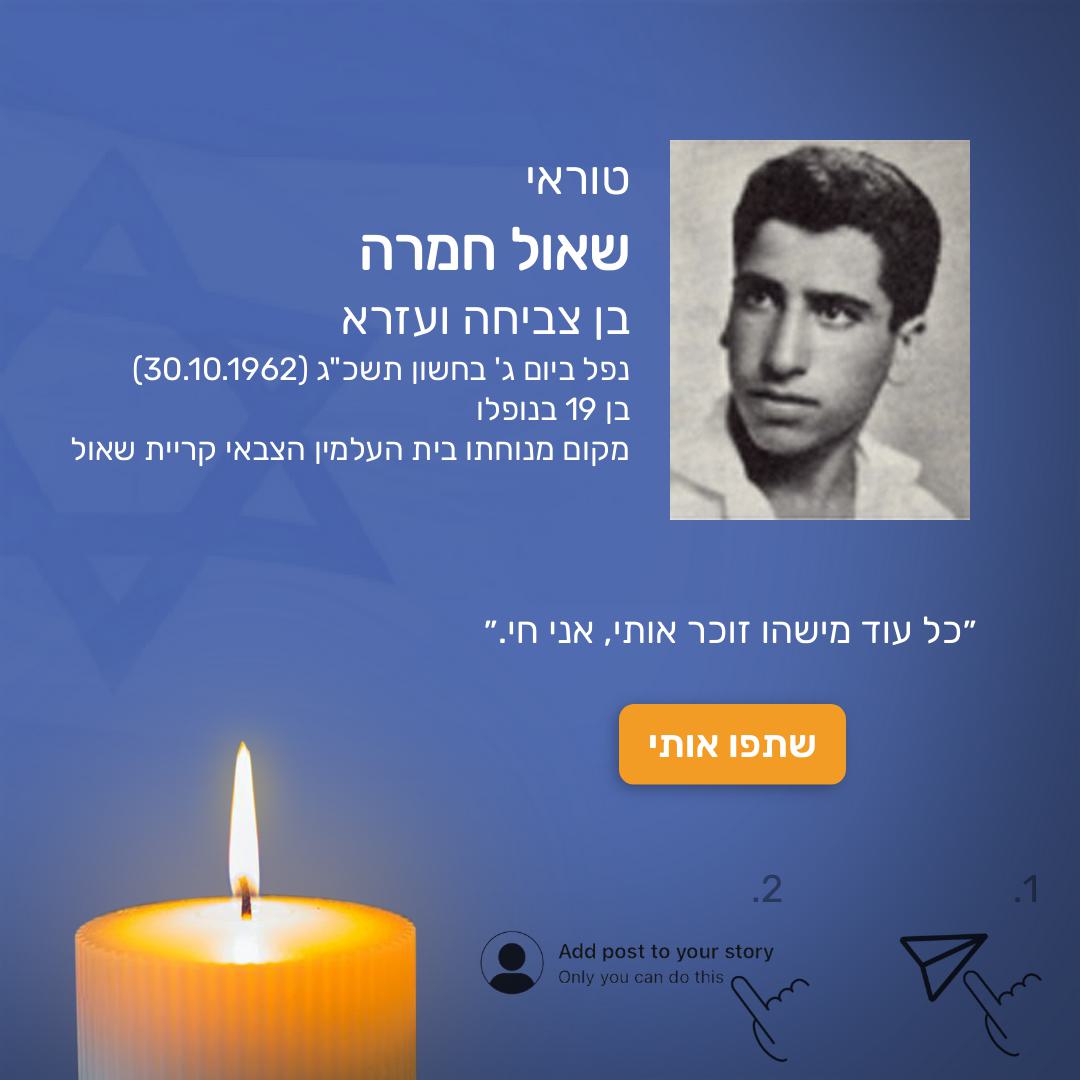 טוראי
שאול חמרה
בן צביחה ועזרא
נפל ביום ג' בחשון תשכ"ג (30.10.1962)
בן 19 בנופלו
מקום מנוחתו בית העלמין הצבאי קריית שאול
״כל עוד מישהו זוכר אותי, אני חי.״
שתפו אותי
1.
2.
Add post to your story
Only you can do this